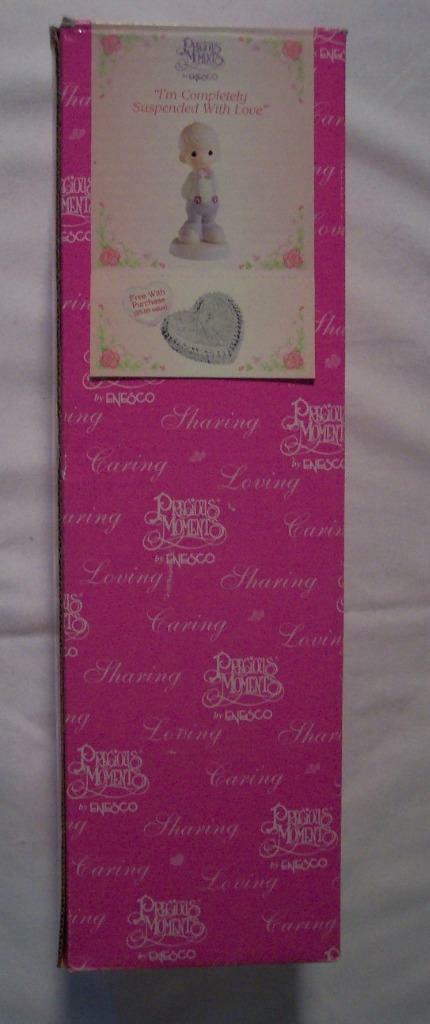 PRECIOUS MOMENTS
by ENESCO
"I'm Completely
Suspended With Love"
Free With
Purchase
by ENESCO
Sharing
PRECIOUS MOMENTS
by ENESCO
Caring
Loving
PRECIOUS MOMENTS
by ENESCO
Loving
Sharing
Caring
Sharing
PRECIOUS MOMENTS
by ENESCO
Loving
PRECIOUS MOMENTS
by ENESCO
Caring
Sharing
PRECIOUS MOMENTS
by ENESCO
Caring
Loving
PRECIOUS MOMENTS
by ENESCO
Caring